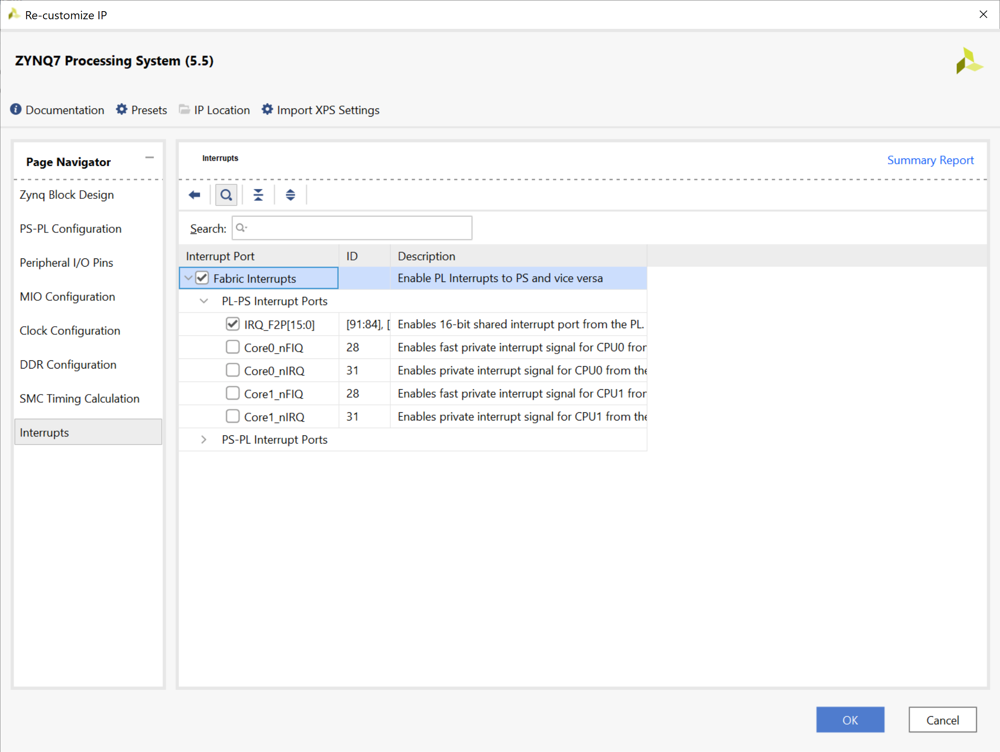 Re-customize IP
ZYNQ7 Processing System (5.5)
Documentation Presets IP Location Import XPS Settings
Page Navigator
Zynq Block Design
PS-PL Configuration
Peripheral I/O Pins
MIO Configuration
Clock Configuration
DDR Configuration
SMC Timing Calculation
Interrupts
Interrupts Summary Report
Search:
Interrupt Port ID Description
Fabric Interrupts Enable PL Interrupts to PS and vice versa
PL-PS Interrupt Ports
IRQ_F2P[15:0] [91:84], [ Enables 16-bit shared interrupt port from the PL.
Core0_nFIQ 28 Enables fast private interrupt signal for CPU0 from
Core0_nIRQ 31 Enables private interrupt signal for CPU0 from the
Core1_nFIQ 28 Enables fast private interrupt signal for CPU1 from
Core1_nIRQ 31 Enables private interrupt signal for CPU1 from the
PS-PL Interrupt Ports
OK Cancel